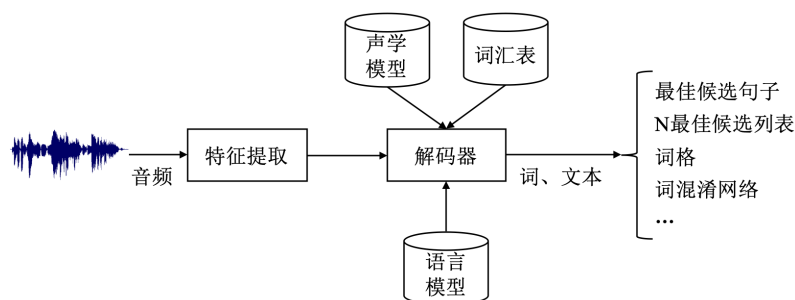 声学
模型
词汇表
音频
特征提取
解码器
词、文本
最佳候选句子
N最佳候选列表
词格
词混淆网络
...
语言
模型